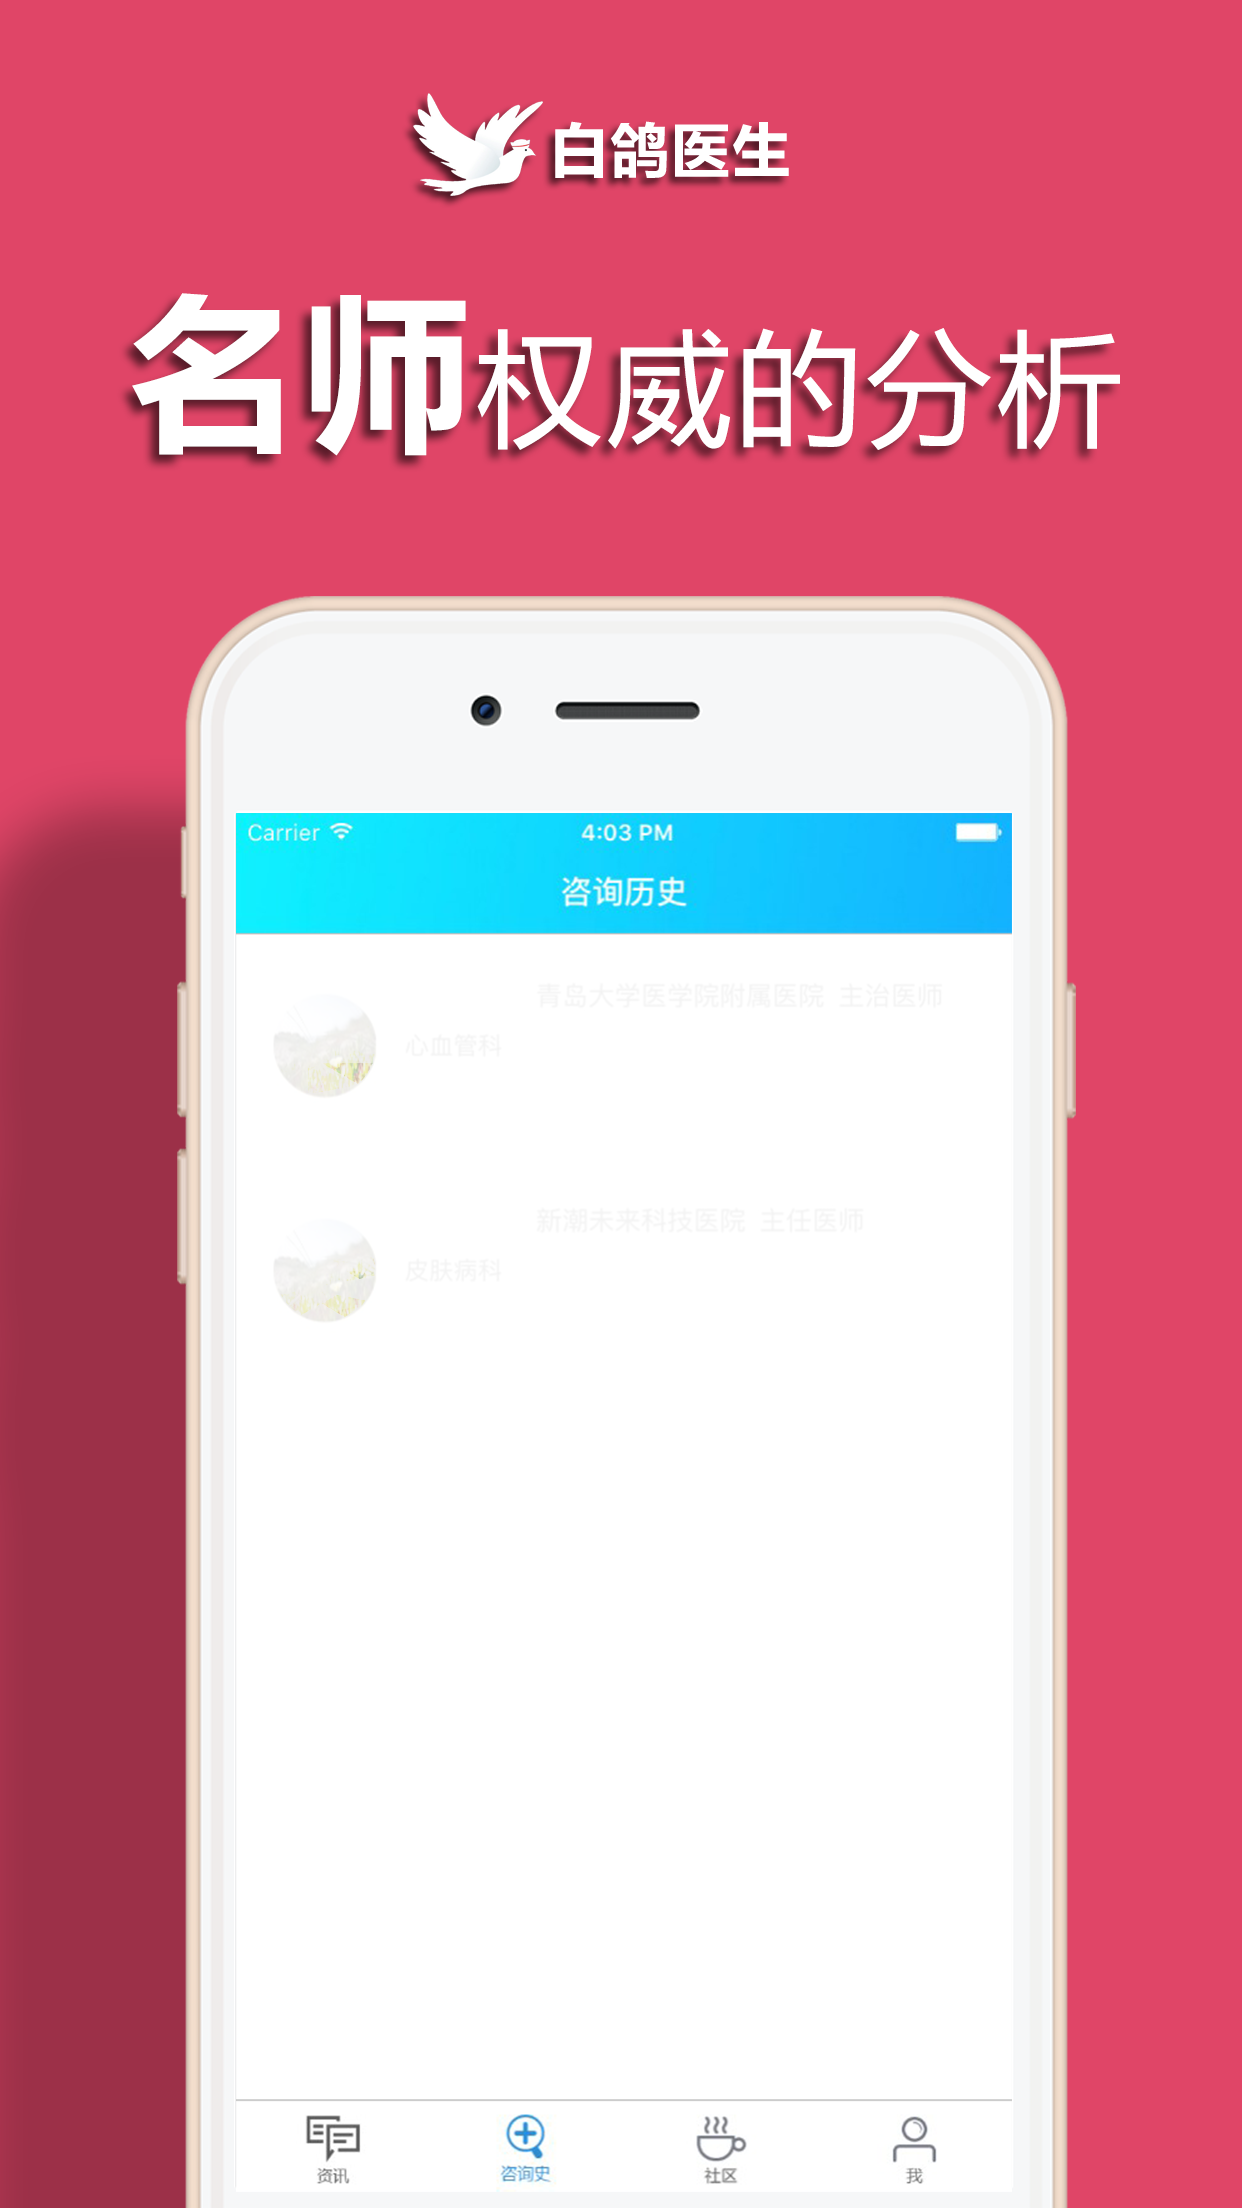 白鸽医生
名师权威的分析
Carrier 4:03 PM
咨询历史
青岛大学医学院附属医院 主治医师
心血管科
新潮未来科技医院 主任医师
皮肤病科
资讯 咨询史 社区 我